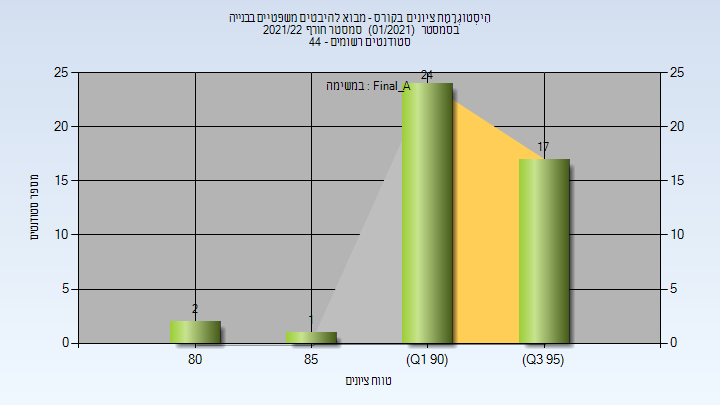 היסטוגרמת ציונים בקורס - מבוא להיבטים משפטיים בבנייה
בסמסטר (01/2021) סמסטר חורף 2021/22
סטודנטים רשומים - 44
במשימה : Final_A
25
20
15
10
5
0
25
20
15
10
5
0
מספר סטודנטים
2
1
24
17
80
85
(Q1 90)
(Q3 95)
טווח ציונים